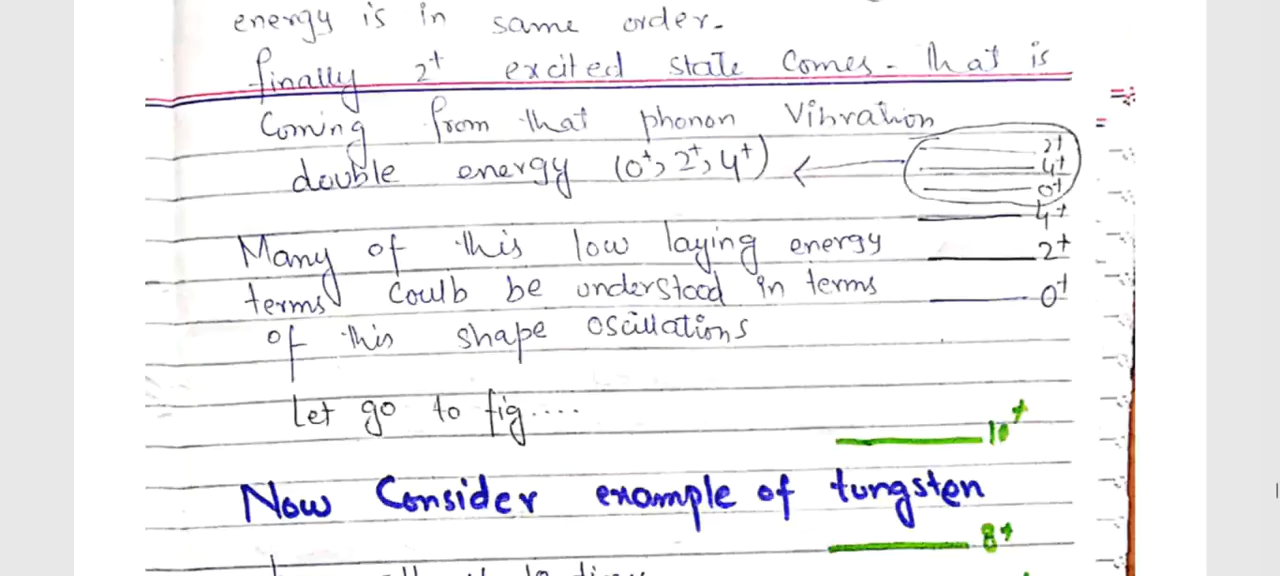 energy is in same order.
finally 2⁺ excited state comes. that is
Coming from that phonon Vibration
double energy (0⁺, 2⁺, 4⁺)
2⁺
4⁺
0⁺
4⁺
Many of this low laying energy
2⁺
terms Coulb be understood in terms
0⁺
of this shape oscillations
Let go to fig....
10⁺
Now Consider example of tungsten
8⁺